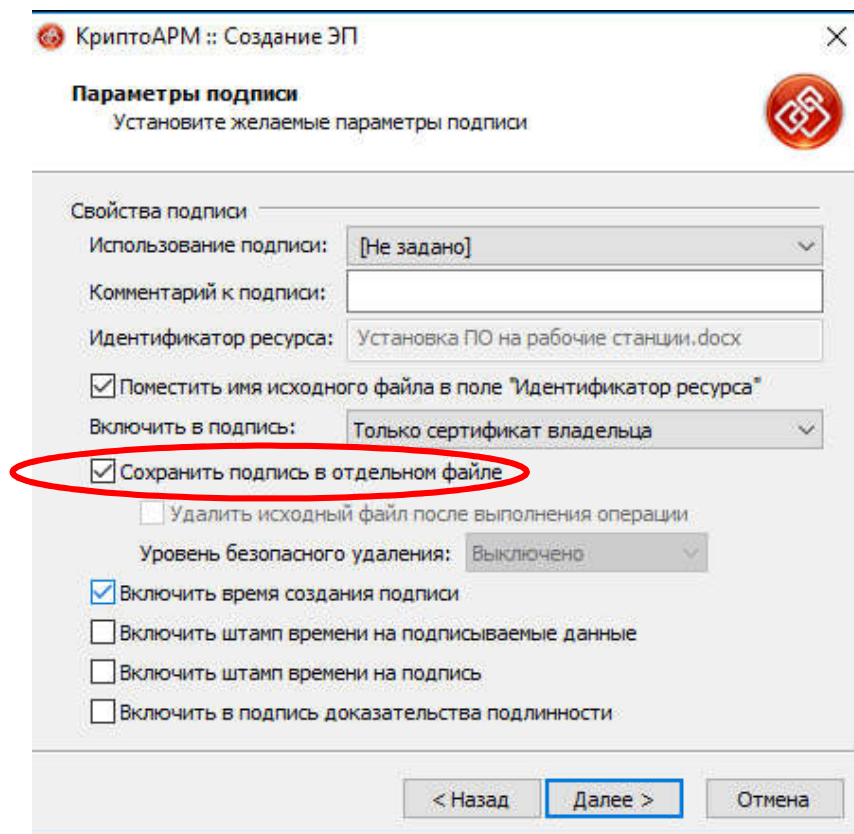 КриптоАРМ :: Создание ЭП
Параметры подписи
Установите желаемые параметры подписи
Свойства подписи
Использование подписи: [Не задано]
Комментарий к подписи:
Идентификатор ресурса: Установка ПО на рабочие станции.docx
Поместить имя исходного файла в поле "Идентификатор ресурса"
Включить в подпись: Только сертификат владельца
Сохранить подпись в отдельном файле
Удалить исходный файл после выполнения операции
Уровень безопасного удаления: Выключено
Включить время создания подписи
Включить штамп времени на подписываемые данные
Включить штамп времени на подпись
Включить в подпись доказательства подлинности
< Назад Далее > Отмена